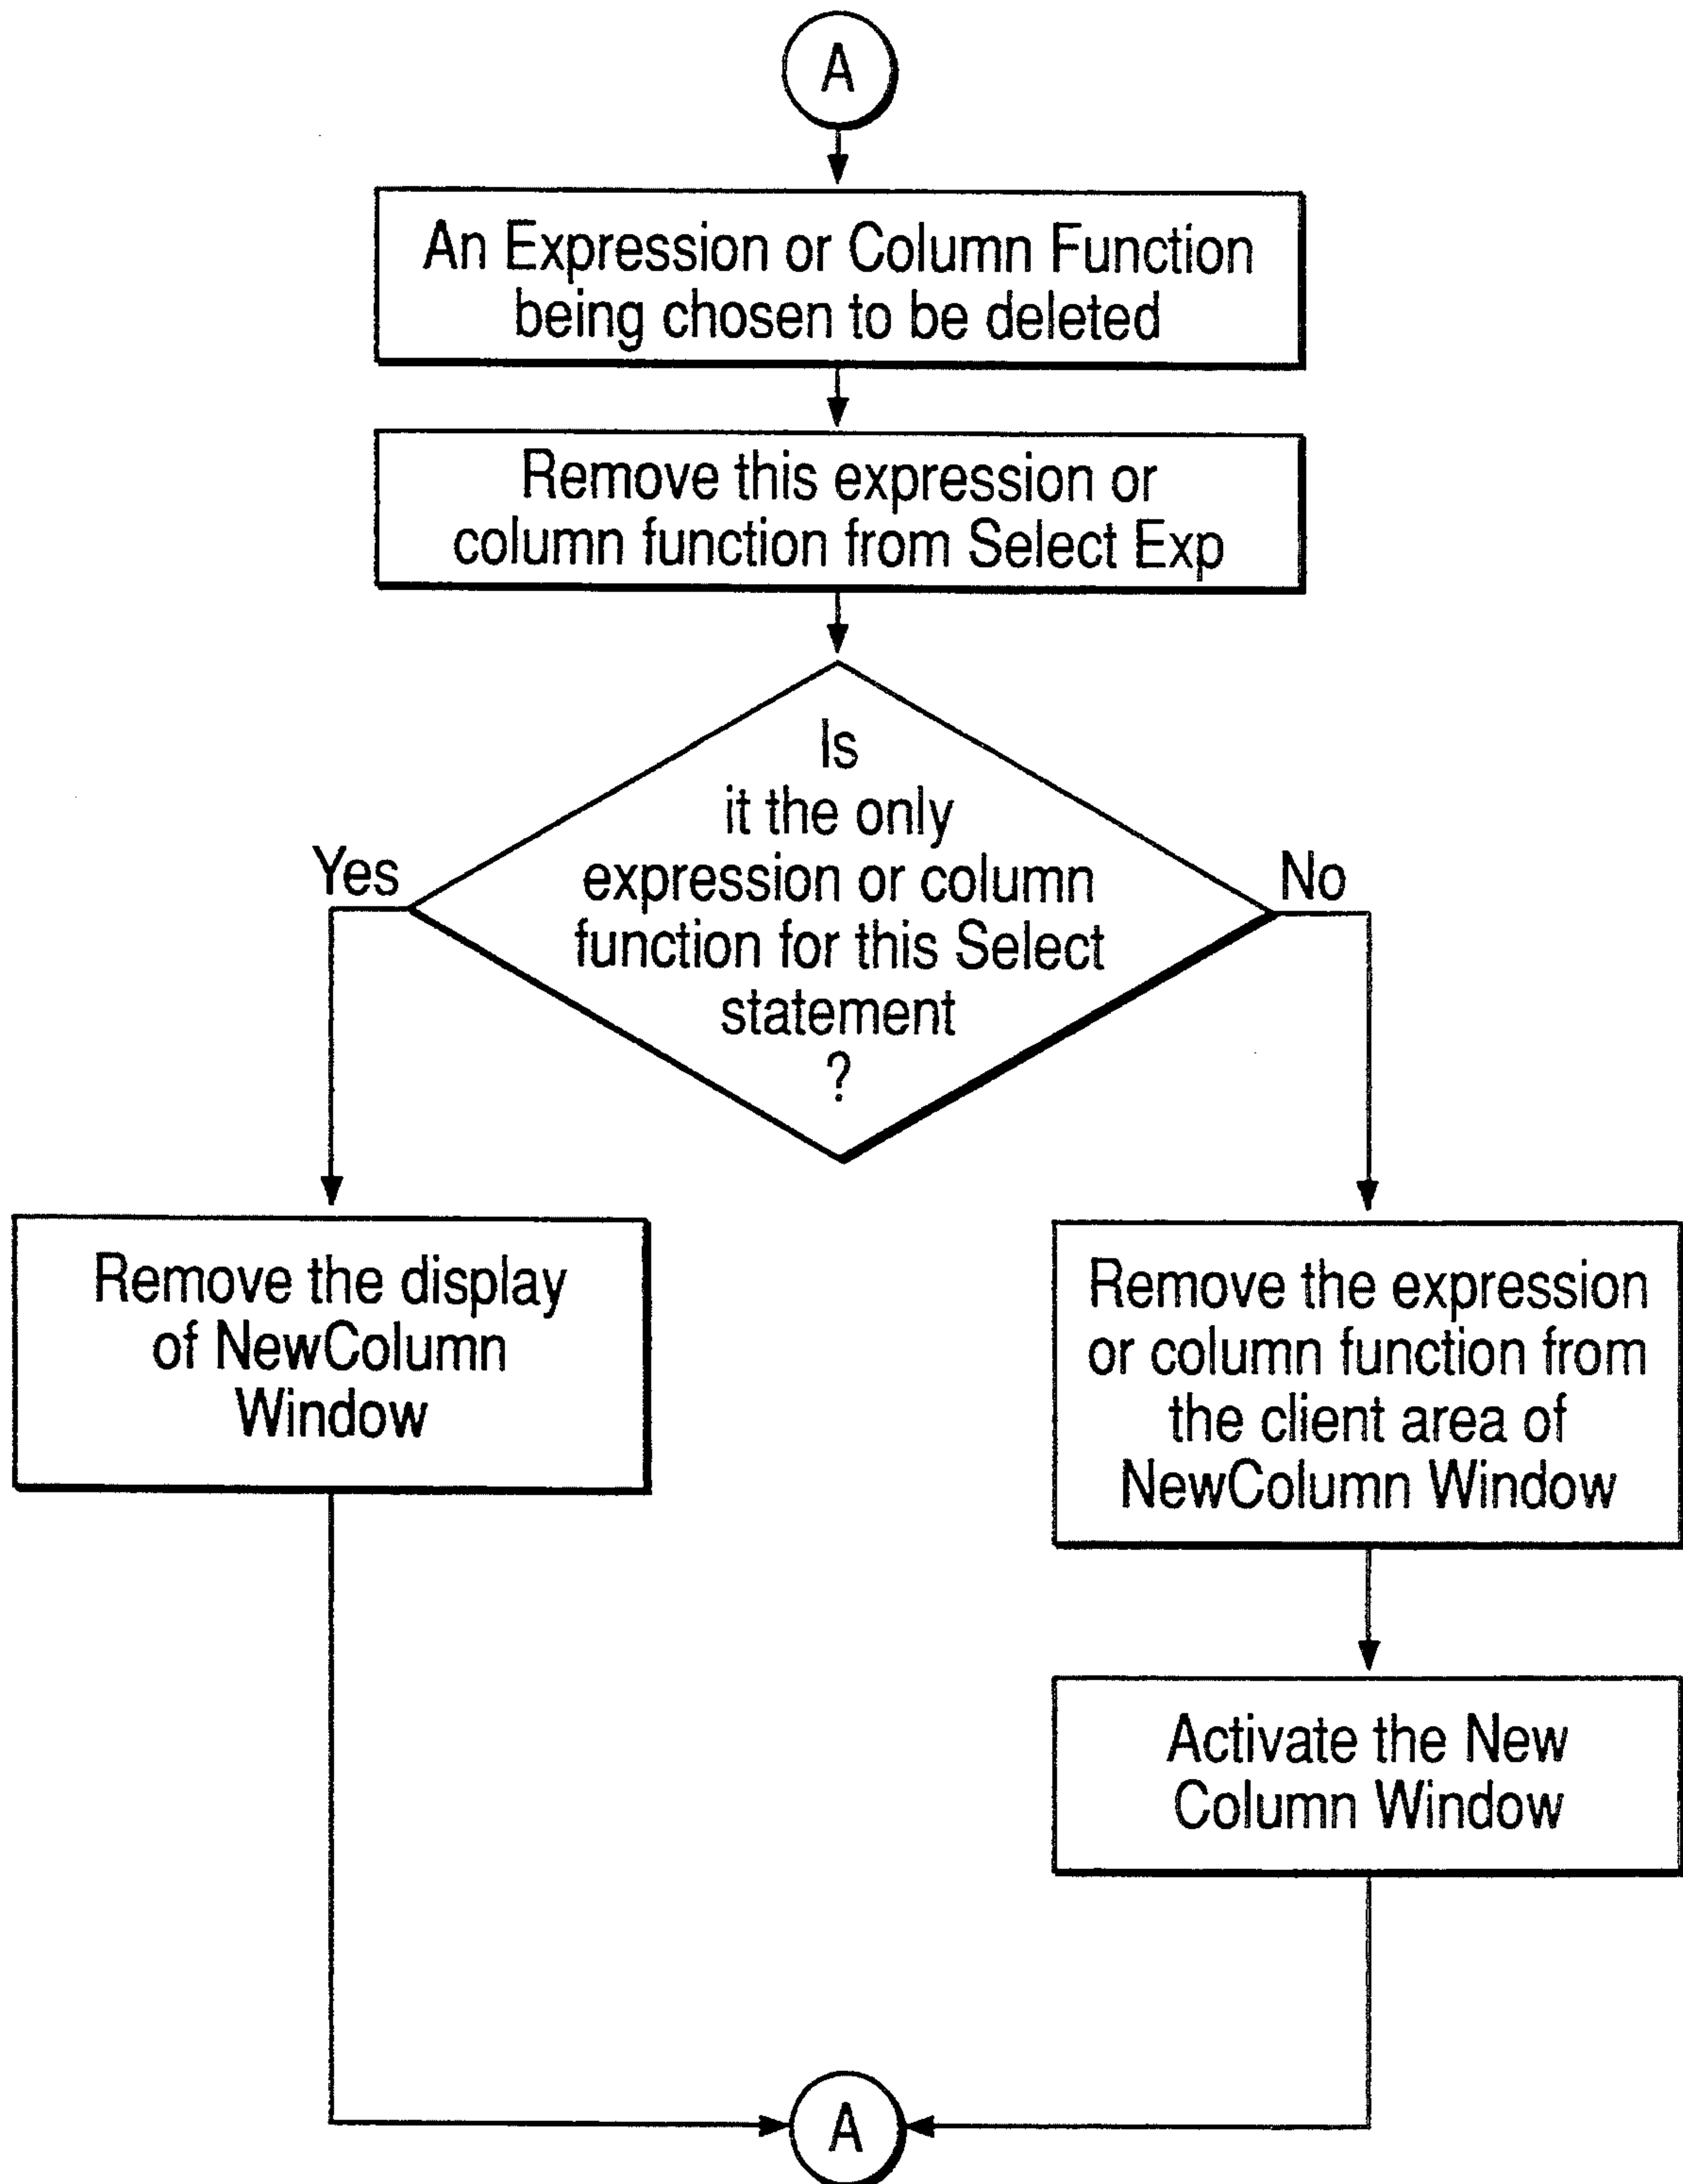 A
An Expression or Column Function
being chosen to be deleted
Remove this expression or
column function from Select Exp
Is
it the only
expression or column
function for this Select
statement
?
Yes
No
Remove the display
of NewColumn
Window
Remove the expression
or column function from
the client area of
NewColumn Window
Activate the New
Column Window
A